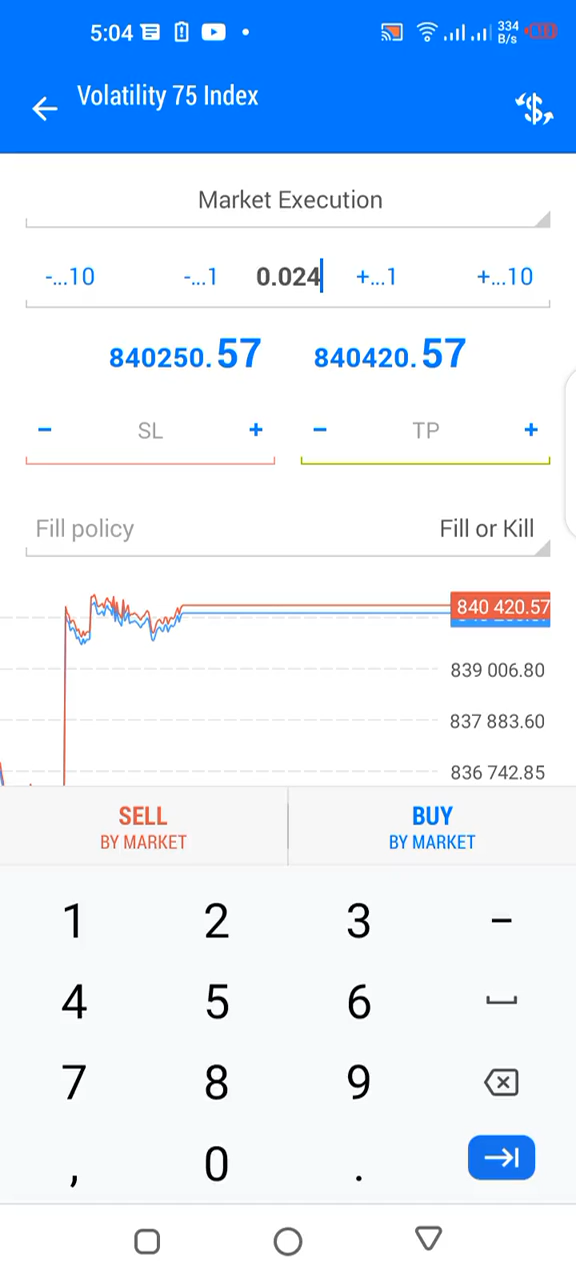 5:04
334
B/s
Volatility 75 Index
Market Execution
-...10 -...1 0.024 +...1 +...10
840250.57 840420.57
- SL + - TP +
Fill policy Fill or Kill
840 420.57
839 006.80
837 883.60
836 742.85
SELL
BY MARKET
BY MARKET
BUY
1 2 3 -
4 5 6
7 8 9
, 0 .